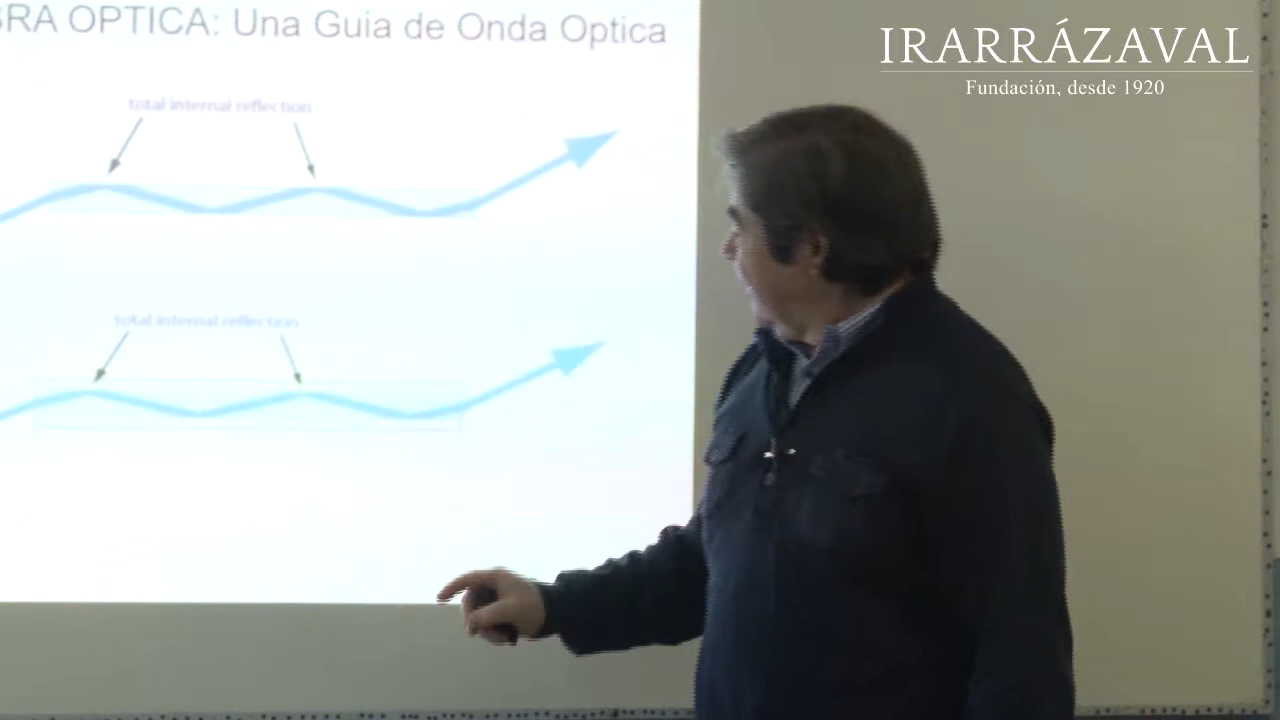 BRA OPTICA: Una Guia de Onda Optica
IRARRÁZAVAL
Fundación, desde 1920
total internal reflection
total internal reflection